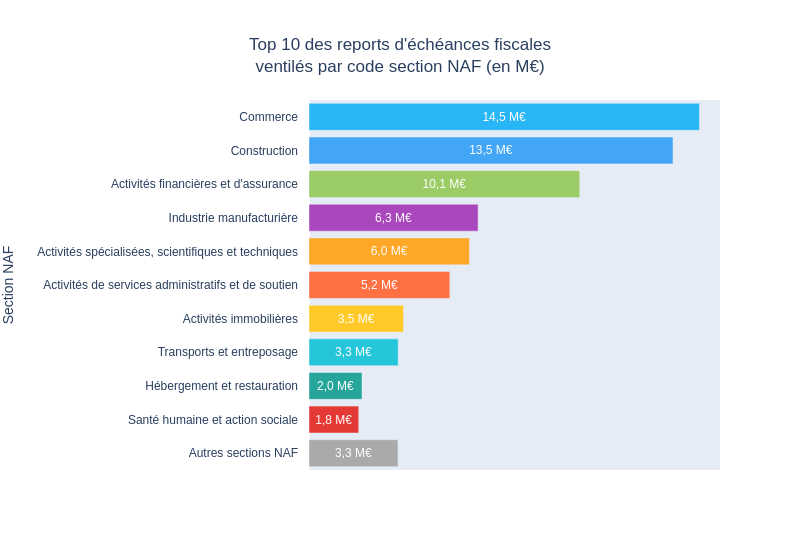 Top 10 des reports d'échéances fiscales
ventilés par code section NAF (en M€)
Section NAF
Commerce 14,5 M€
Construction 13,5 M€
Activités financières et d'assurance 10,1 M€
Industrie manufacturière 6,3 M€
Activités spécialisées, scientifiques et techniques 6,0 M€
Activités de services administratifs et de soutien 5,2 M€
Activités immobilières 3,5 M€
Transports et entreposage 3,3 M€
Hébergement et restauration 2,0 M€
Santé humaine et action sociale 1,8 M€
Autres sections NAF 3,3 M€